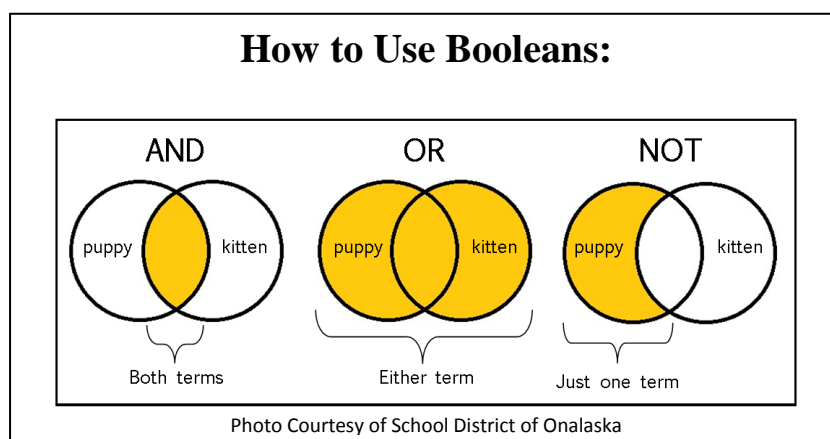 How to Use Booleans:
AND OR NOT
puppy kitten puppy kitten puppy kitten
Both terms Either term Just one term
Photo Courtesy of School District of Onalaska